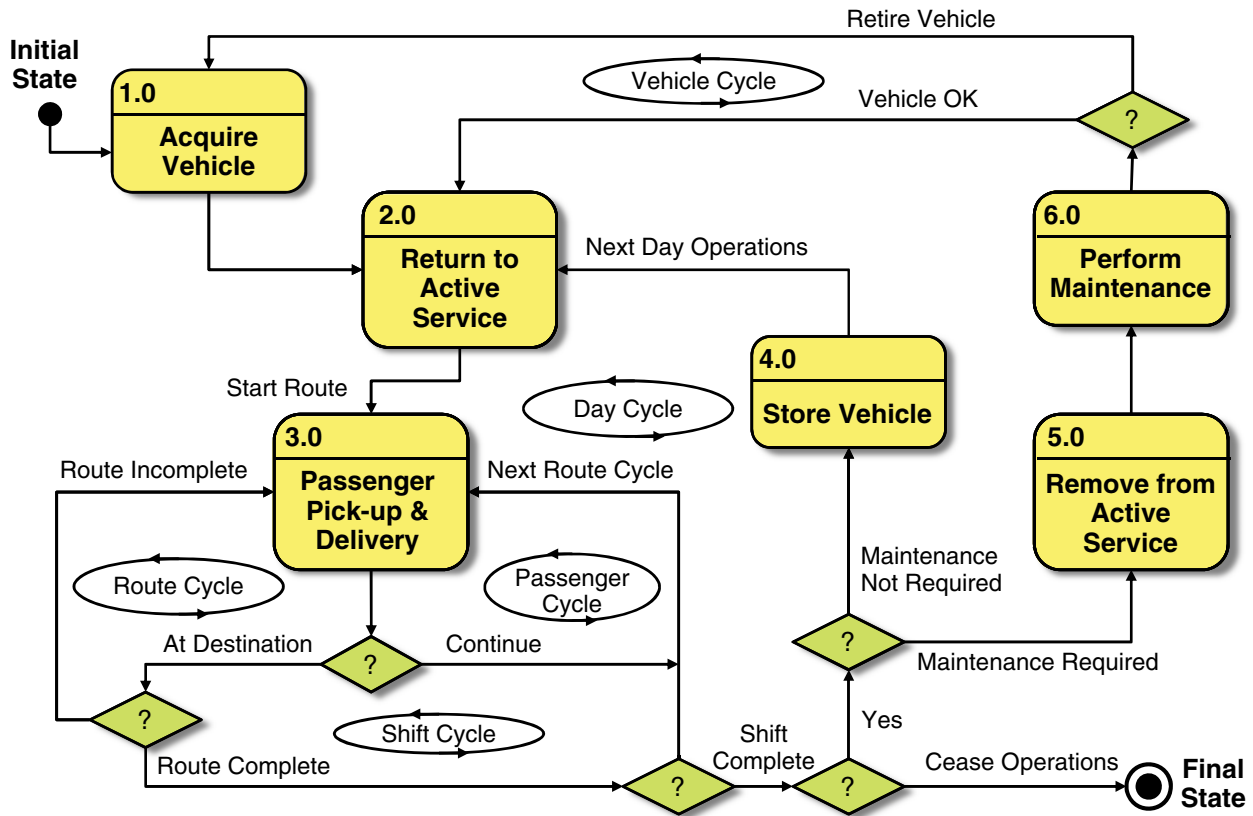 Retire Vehicle
Initial
State
Vehicle Cycle
1.0
Acquire
Vehicle
Vehicle OK
?
2.0
Return to
Active
Service
Next Day Operations
6.0
Perform
Maintenance
Start Route
Day Cycle
4.0
Store Vehicle
3.0
Passenger
Pick-up &
Delivery
Route Incomplete
Next Route Cycle
5.0
Remove from
Active
Service
Route Cycle
Passenger
Cycle
Maintenance
Not Required
At Destination
?
Continue
?
Maintenance Required
?
Shift Cycle
Route Complete
?
Shift
Complete
Yes
?
Cease Operations
Final
State